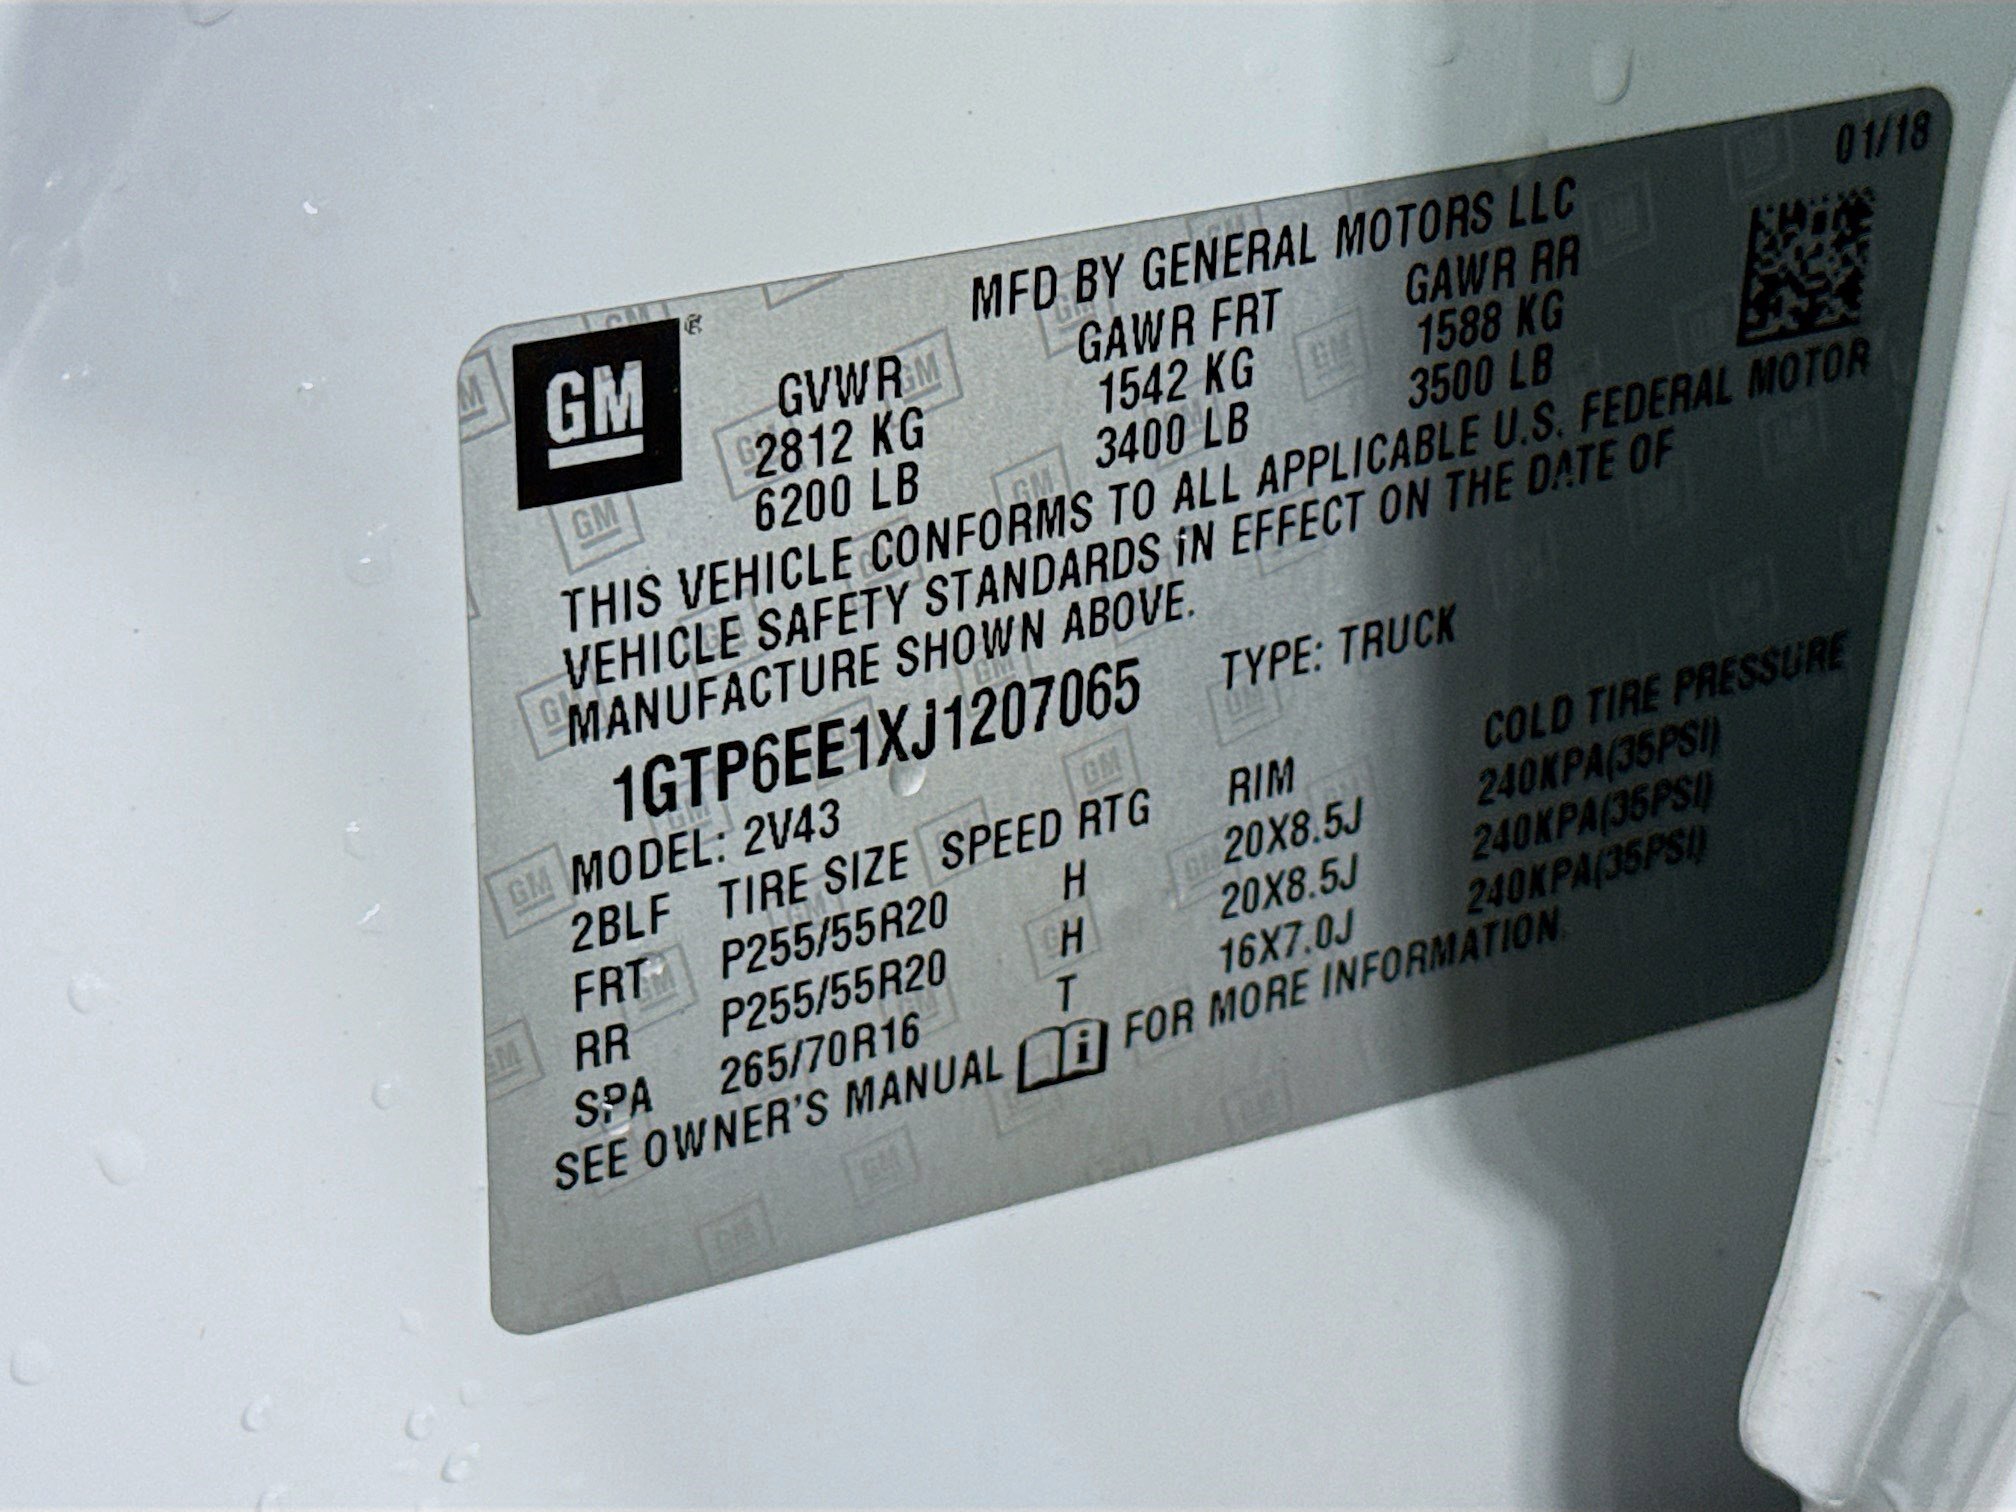 01/18
MFD BY GENERAL MOTORS LLC
GM
GVWR GAWR FRT GAWR RR
2812 KG 1542 KG 1588 KG
6200 LB 3400 LB 3500 LB
THIS VEHICLE CONFORMS TO ALL APPLICABLE U.S. FEDERAL MOTOR
VEHICLE SAFETY STANDARDS IN EFFECT ON THE DATE OF
MANUFACTURE SHOWN ABOVE.
1GTP6EE1XJ1207065 TYPE: TRUCK
MODEL: 2V43
2BLF TIRE SIZE SPEED RTG RIM COLD TIRE PRESSURE
FRT P255/55R20 H 20X8.5J 240KPA(35PSI)
RR P255/55R20 H 20X8.5J 240KPA(35PSI)
SPA 265/70R16 T 16X7.0J 240KPA(35PSI)
SEE OWNER'S MANUAL FOR MORE INFORMATION.